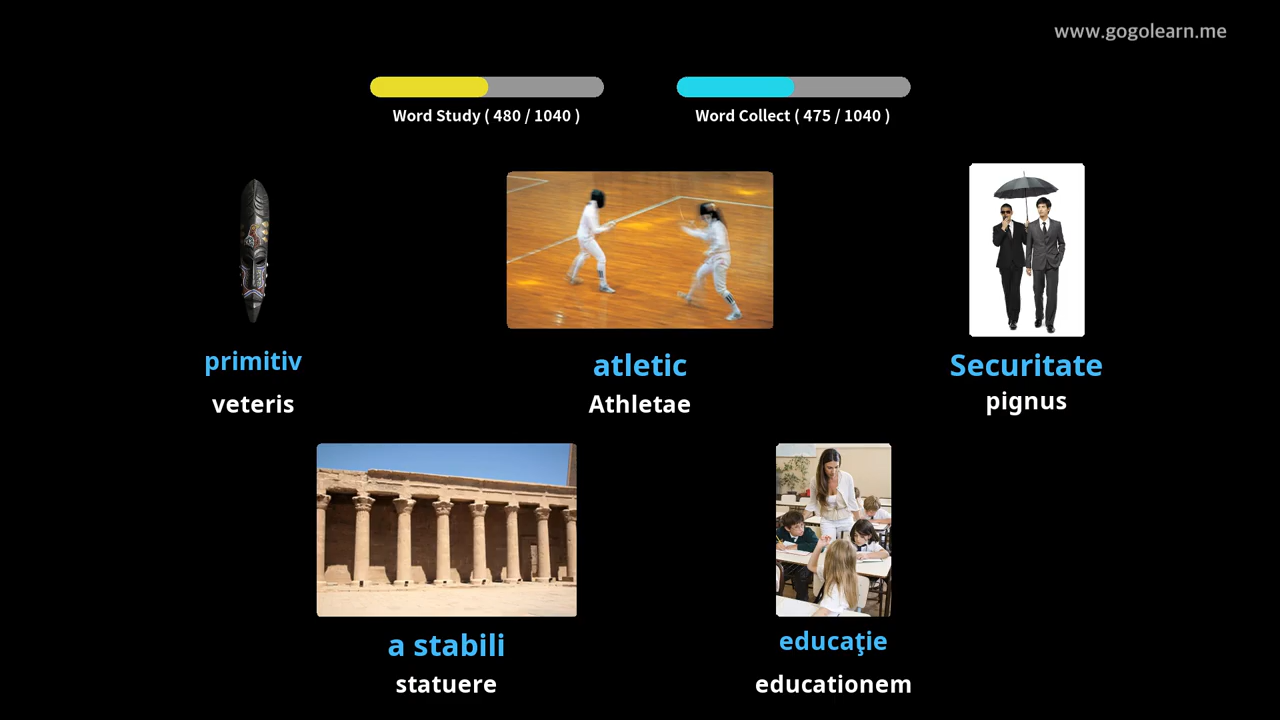 www.gogolearn.me
Word Study ( 480 / 1040 )
Word Collect ( 475 / 1040 )
primitiv
veteris
atletic
Athletae
Securitate
pignus
a stabili
statuere
educaţie
educationem